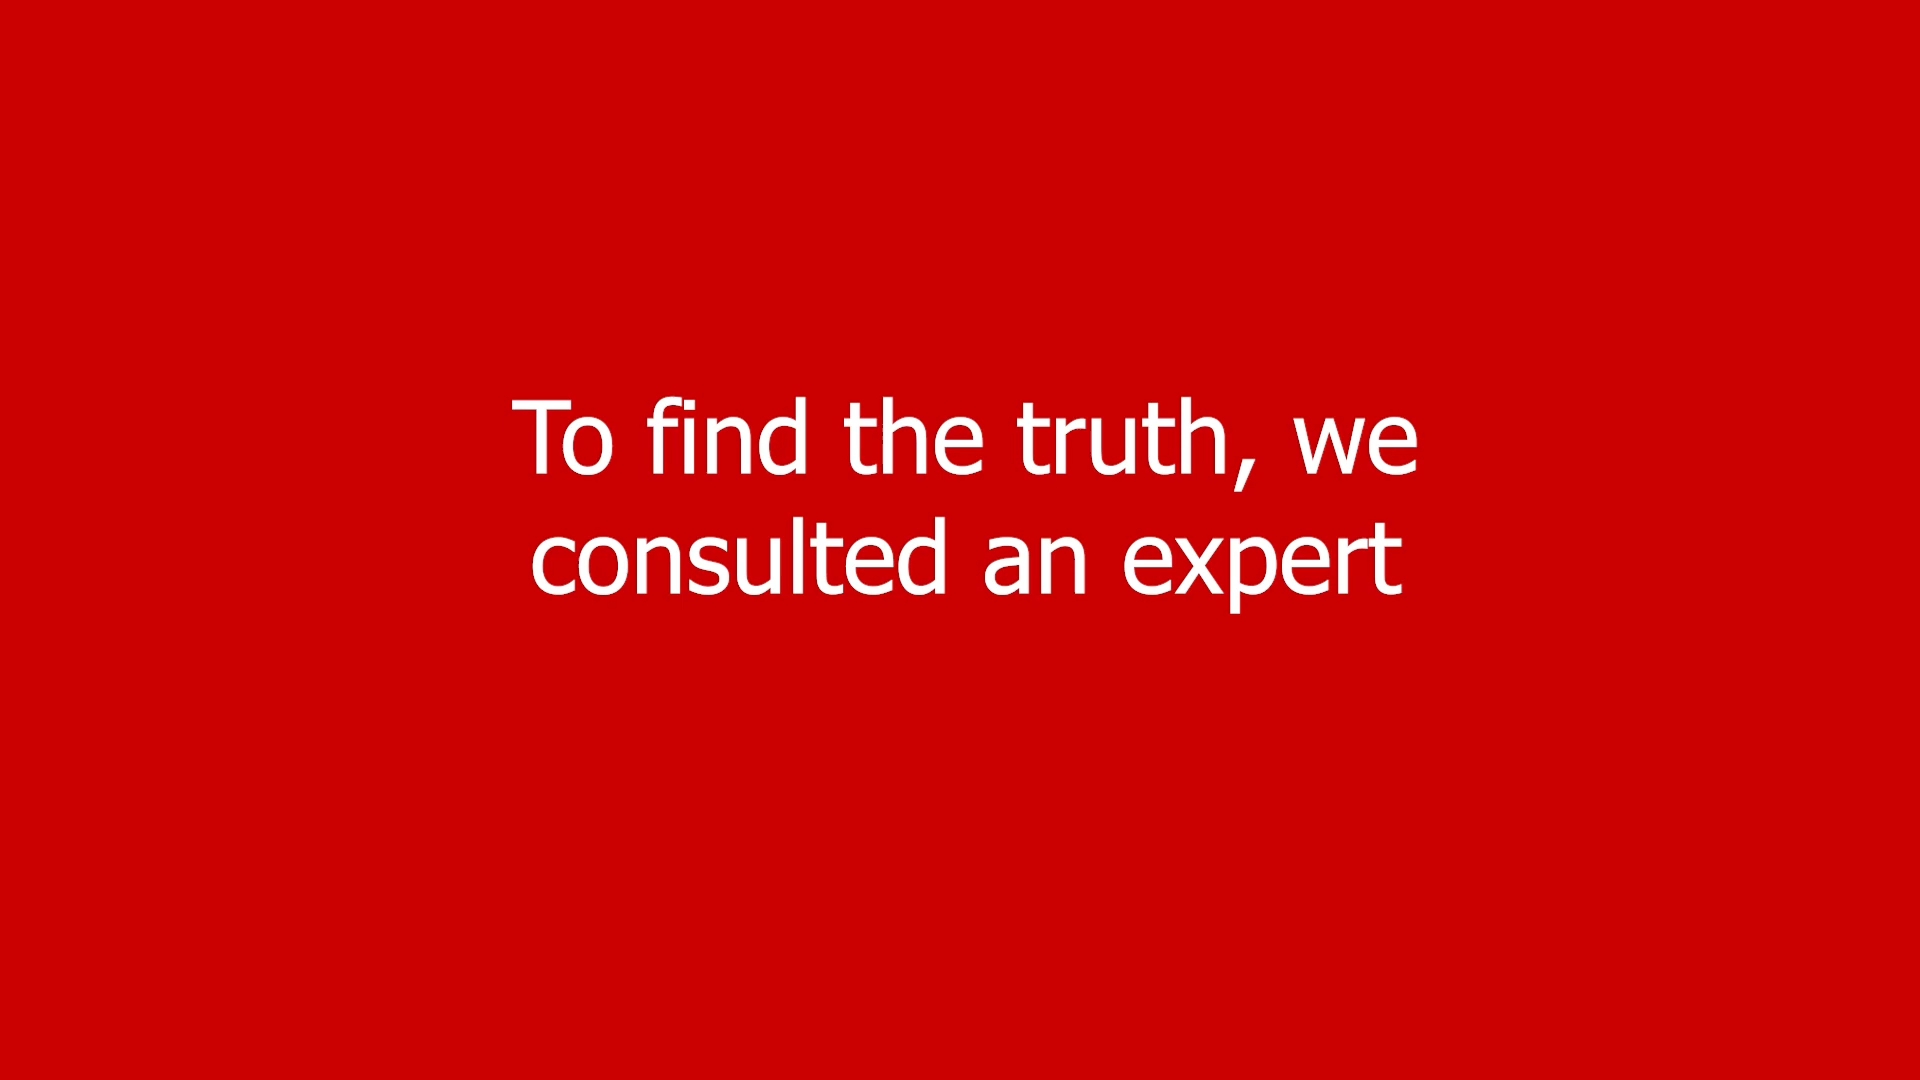 To find the truth, we
consulted an expert